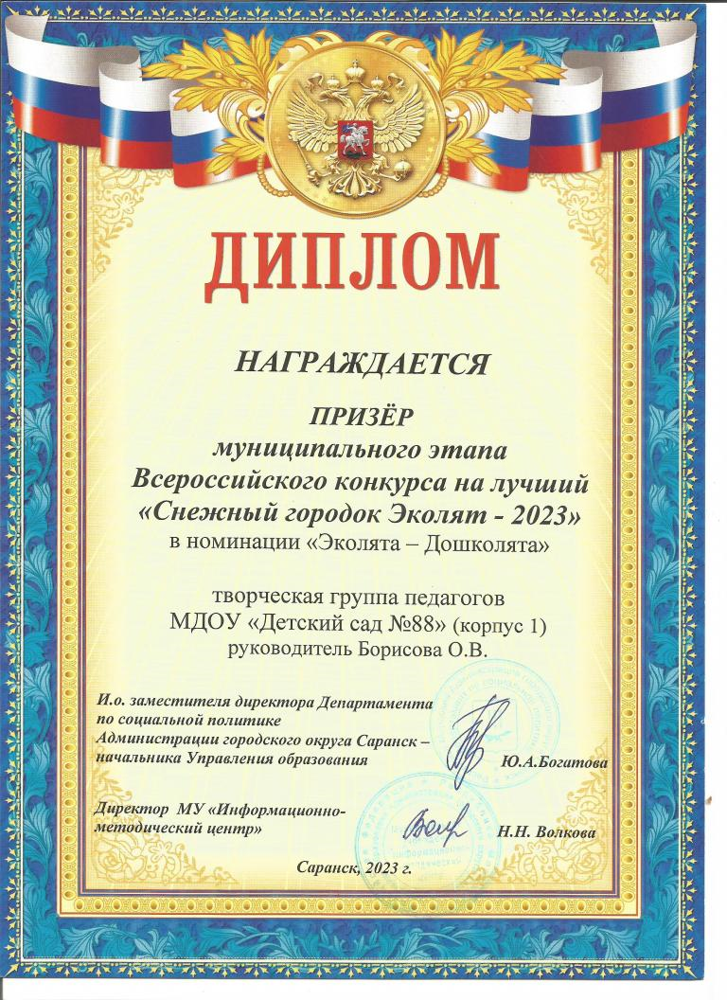 ДИПЛОМ
НАГРАЖДАЕТСЯ
ПРИЗЁР
муниципального этапа
Всероссийского конкурса на лучший
«Снежный городок Эколят - 2023»
в номинации «Эколята – Дошколята»
творческая группа педагогов
МДОУ «Детский сад №88» (корпус 1)
руководитель Борисова О.В.
И.о. заместителя директора Департамента
по социальной политике
Администрации городского округа Саранск –
начальника Управления образования
Ю.А.Богатова
Директор МУ «Информационно-
методический центр»
Н.Н. Волкова
Саранск, 2023 г.